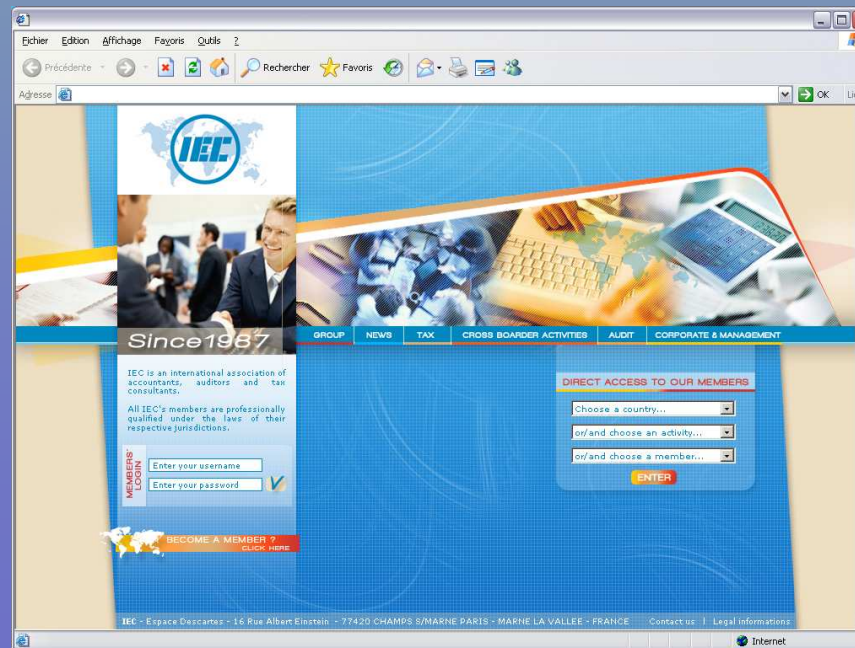 Fichier Edition Affichage Favoris Outils ?
Précédente Rechercher Favoris
Adresse OK
IEC
Since1987
GROUP NEWS TAX CROSS BOARDER ACTIVITIES AUDIT CORPORATE & MANAGEMENT
IEC is an international association of
accountants, auditors and tax
consultants.
All IEC's members are professionally
qualified under the laws of their
respective jurisdictions.
MEMBERS'
LOGIN
Enter your username
Enter your password
BECOME A MEMBER ?
CLICK HERE
DIRECT ACCESS TO OUR MEMBERS
Choose a country...
or/and choose an activity...
or/and choose a member...
ENTER
IEC - Espace Descartes - 16 Rue Albert Einstein - 77420 CHAMPS S/MARNE PARIS - MARNE LA VALLEE - FRANCE Contact us | Legal informations
Internet